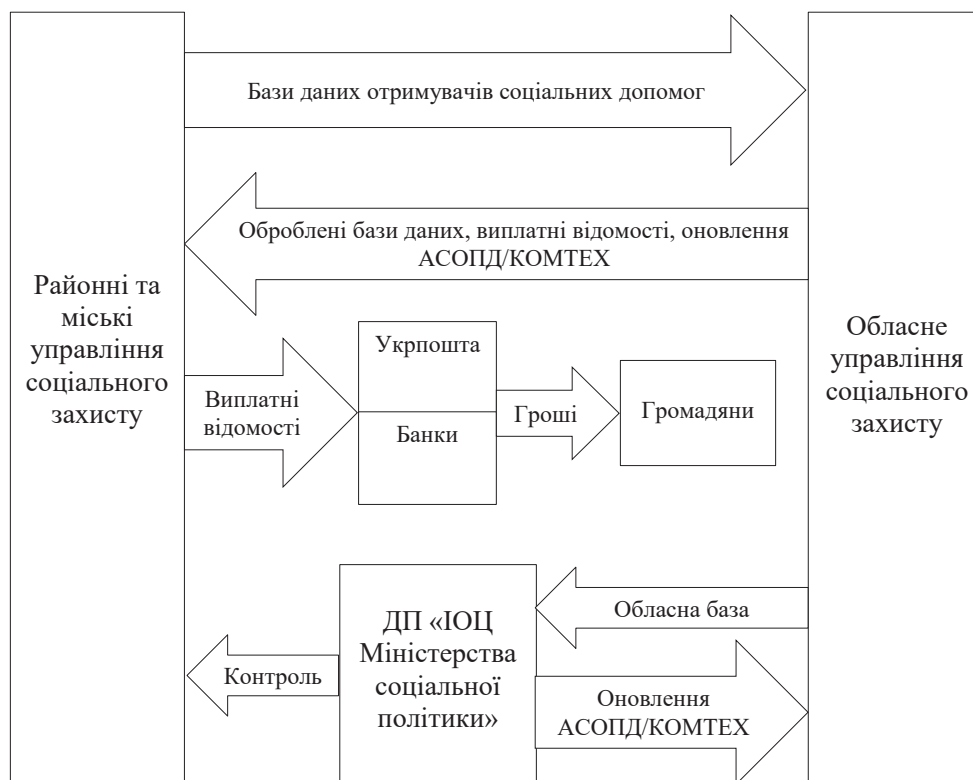 Бази даних отримувачів соціальних допомог
Оброблені бази даних, виплатні відомості, оновлення
АСОПД/КОМТЕХ
Районні та
міські
управління
соціального
захисту
Виплатні
відомості
Укрпошта
Банки
Гроші
Громадяни
Обласне
управління
соціального
захисту
Обласна база
ДП «ІОЦ
Міністерства
соціальної
політики»
Контроль
Оновлення
АСОПД/КОМТЕХ